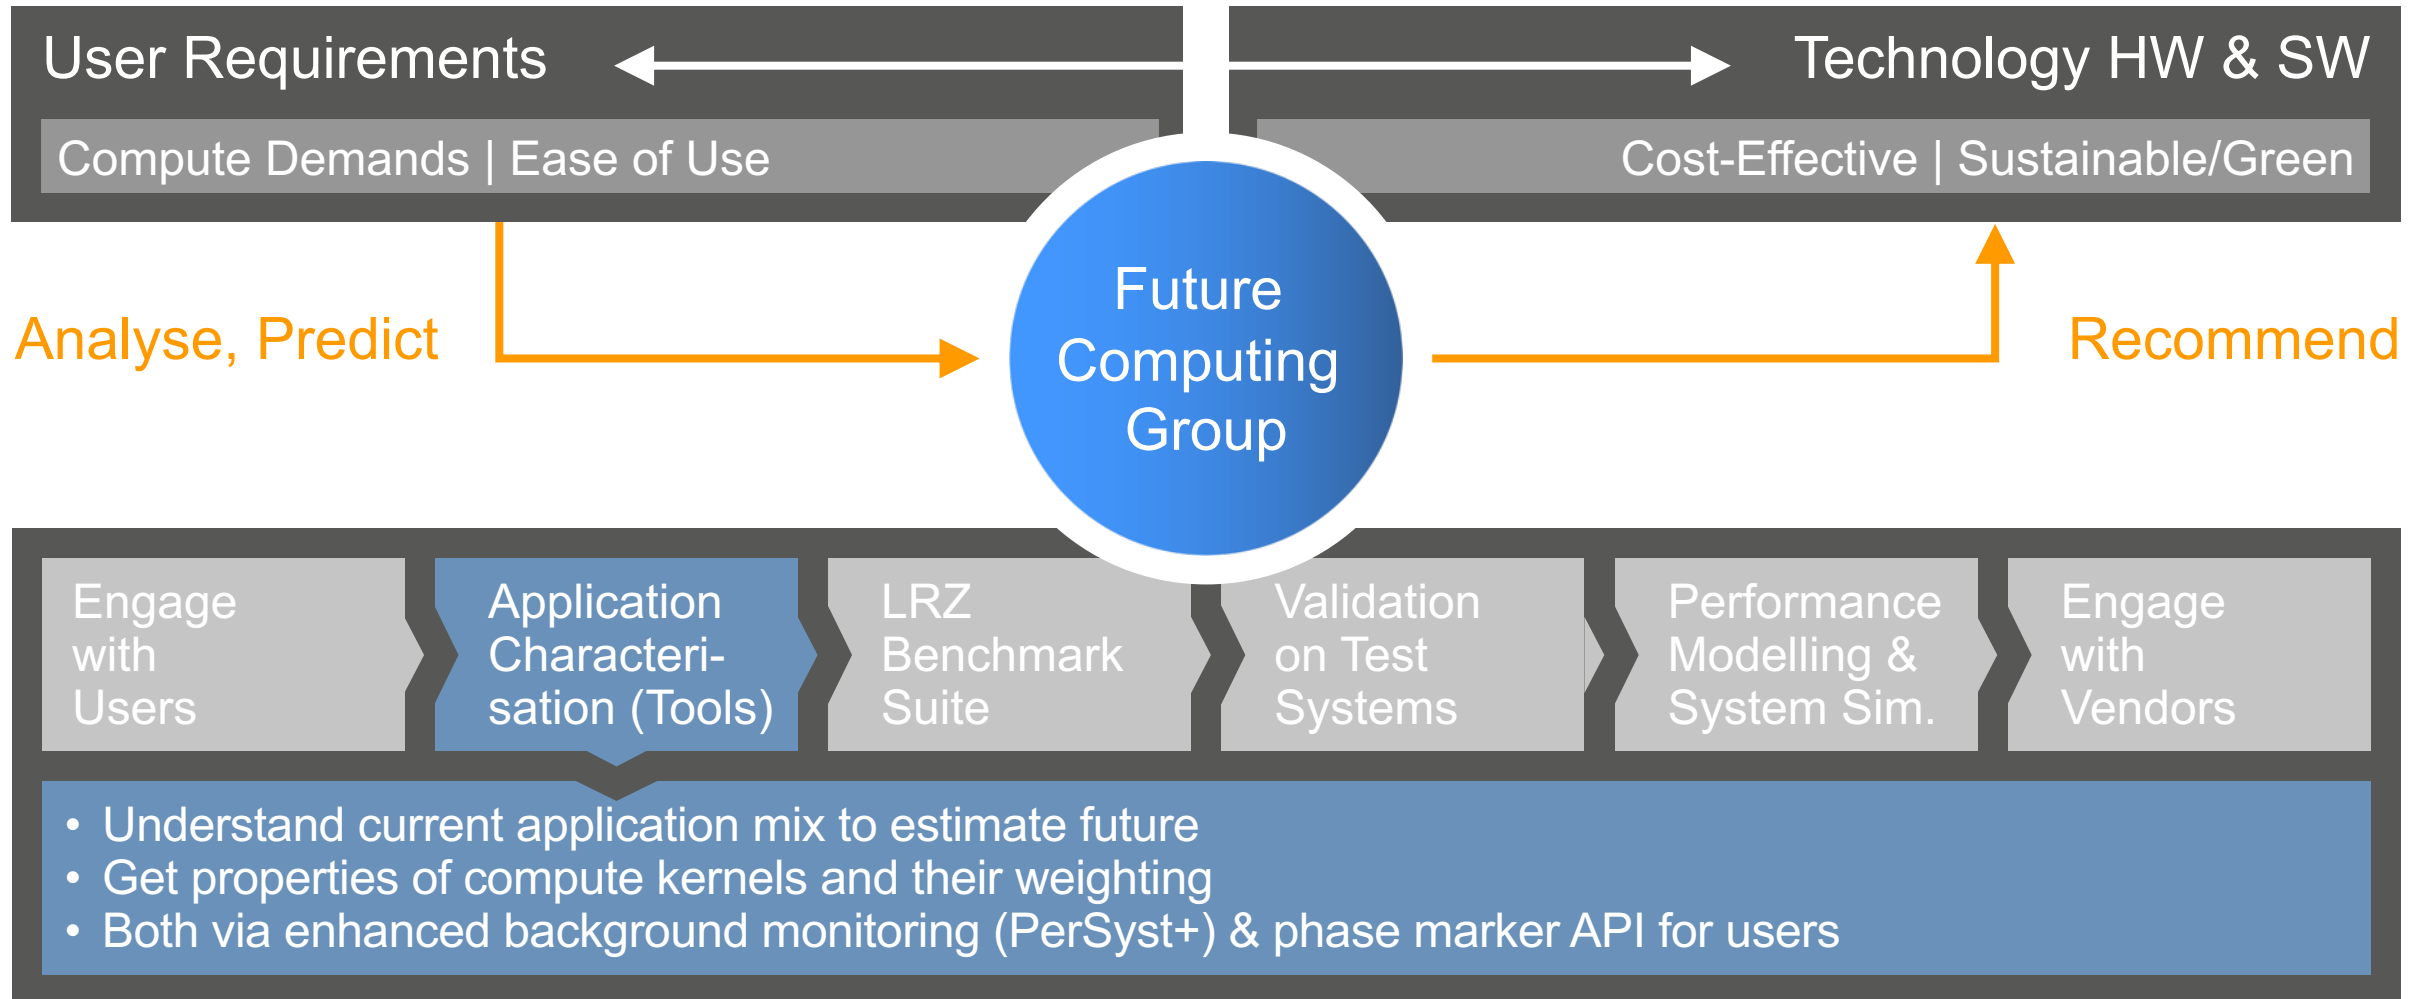 User Requirements
Technology HW & SW
Compute Demands | Ease of Use
Cost-Effective | Sustainable/Green
Analyse, Predict
Future
Computing
Group
Recommend
Engage
with
Users
Application
Characteri-
sation (Tools)
LRZ
Benchmark
Suite
Validation
on Test
Systems
Performance
Modelling &
System Sim.
Engage
with
Vendors
• Understand current application mix to estimate future
• Get properties of compute kernels and their weighting
• Both via enhanced background monitoring (PerSyst+) & phase marker API for users